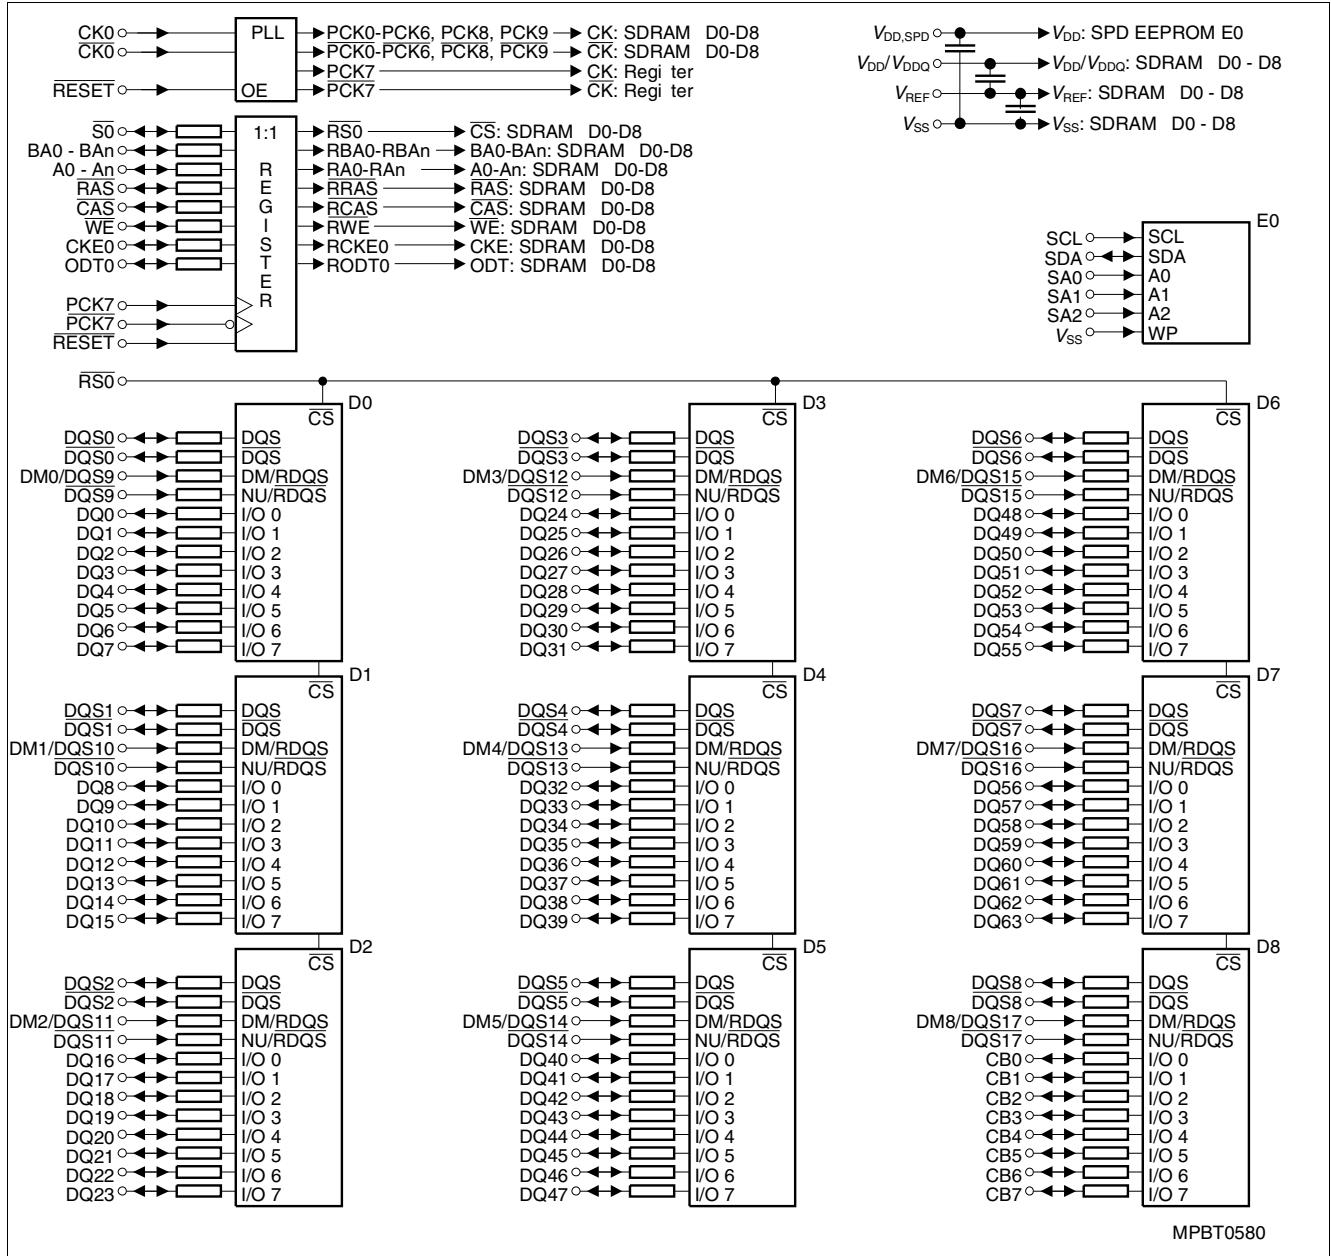 CK0 PLL PCK0-PCK6, PCK8, PCK9 CK: SDRAM D0-D8
CK0 PCK0-PCK6, PCK8, PCK9 CK: SDRAM D0-D8
PCK7 CK: Regi ter
RESET OE PCK7 CK: Regi ter
VDD,SPD VDD: SPD EEPROM E0
VDD/VDDQ VDD/VDDQ: SDRAM D0 - D8
VREF VREF: SDRAM D0 - D8
VSS VSS: SDRAM D0 - D8
S0 1:1 RS0 CS: SDRAM D0-D8
BA0 - BAn RBA0-RBAn BA0-BAn: SDRAM D0-D8
A0 - An R RA0-RAn A0-An: SDRAM D0-D8
RAS E RRAS RAS: SDRAM D0-D8
CAS G RCAS CAS: SDRAM D0-D8
WE I RWE WE: SDRAM D0-D8
CKE0 S RCKE0 CKE: SDRAM D0-D8
ODT0 T RODT0 ODT: SDRAM D0-D8
E
PCK7 R
PCK7
RESET
E0
SCL SCL
SDA SDA
SA0 A0
SA1 A1
SA2 A2
VSS WP
RS0
D0
CS
DQS0 DQS
DQS0 DQS
DM0/DQS9 DM/RDQS
DQS9 NU/RDQS
DQ0 I/O 0
DQ1 I/O 1
DQ2 I/O 2
DQ3 I/O 3
DQ4 I/O 4
DQ5 I/O 5
DQ6 I/O 6
DQ7 I/O 7
D1
CS
DQS1 DQS
DQS1 DQS
DM1/DQS10 DM/RDQS
DQS10 NU/RDQS
DQ8 I/O 0
DQ9 I/O 1
DQ10 I/O 2
DQ11 I/O 3
DQ12 I/O 4
DQ13 I/O 5
DQ14 I/O 6
DQ15 I/O 7
D2
CS
DQS2 DQS
DQS2 DQS
DM2/DQS11 DM/RDQS
DQS11 NU/RDQS
DQ16 I/O 0
DQ17 I/O 1
DQ18 I/O 2
DQ19 I/O 3
DQ20 I/O 4
DQ21 I/O 5
DQ22 I/O 6
DQ23 I/O 7
D3
CS
DQS3 DQS
DQS3 DQS
DM3/DQS12 DM/RDQS
DQS12 NU/RDQS
DQ24 I/O 0
DQ25 I/O 1
DQ26 I/O 2
DQ27 I/O 3
DQ28 I/O 4
DQ29 I/O 5
DQ30 I/O 6
DQ31 I/O 7
D4
CS
DQS4 DQS
DQS4 DQS
DM4/DQS13 DM/RDQS
DQS13 NU/RDQS
DQ32 I/O 0
DQ33 I/O 1
DQ34 I/O 2
DQ35 I/O 3
DQ36 I/O 4
DQ37 I/O 5
DQ38 I/O 6
DQ39 I/O 7
D5
CS
DQS5 DQS
DQS5 DQS
DM5/DQS14 DM/RDQS
DQS14 NU/RDQS
DQ40 I/O 0
DQ41 I/O 1
DQ42 I/O 2
DQ43 I/O 3
DQ44 I/O 4
DQ45 I/O 5
DQ46 I/O 6
DQ47 I/O 7
D6
CS
DQS6 DQS
DQS6 DQS
DM6/DQS15 DM/RDQS
DQS15 NU/RDQS
DQ48 I/O 0
DQ49 I/O 1
DQ50 I/O 2
DQ51 I/O 3
DQ52 I/O 4
DQ53 I/O 5
DQ54 I/O 6
DQ55 I/O 7
D7
CS
DQS7 DQS
DQS7 DQS
DM7/DQS16 DM/RDQS
DQS16 NU/RDQS
DQ56 I/O 0
DQ57 I/O 1
DQ58 I/O 2
DQ59 I/O 3
DQ60 I/O 4
DQ61 I/O 5
DQ62 I/O 6
DQ63 I/O 7
D8
CS
DQS8 DQS
DQS8 DQS
DM8/DQS17 DM/RDQS
DQS17 NU/RDQS
CB0 I/O 0
CB1 I/O 1
CB2 I/O 2
CB3 I/O 3
CB4 I/O 4
CB5 I/O 5
CB6 I/O 6
CB7 I/O 7
MPBT0580